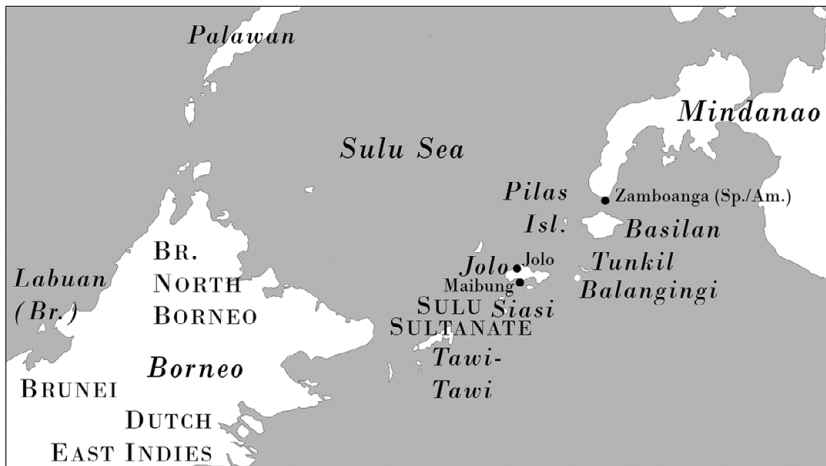 Palawan
Mindanao
Sulu Sea
Pilas
Isl.
Zamboanga (Sp./Am.)
Basilan
Br.
North
Borneo
Labuan
(Br.)
Jolo
Jolo
Tunkil
Maibung
Balangingi
Sulu
Sultanate
Siasi
Tawi-
Tawi
Borneo
Brunei
Dutch
East Indies